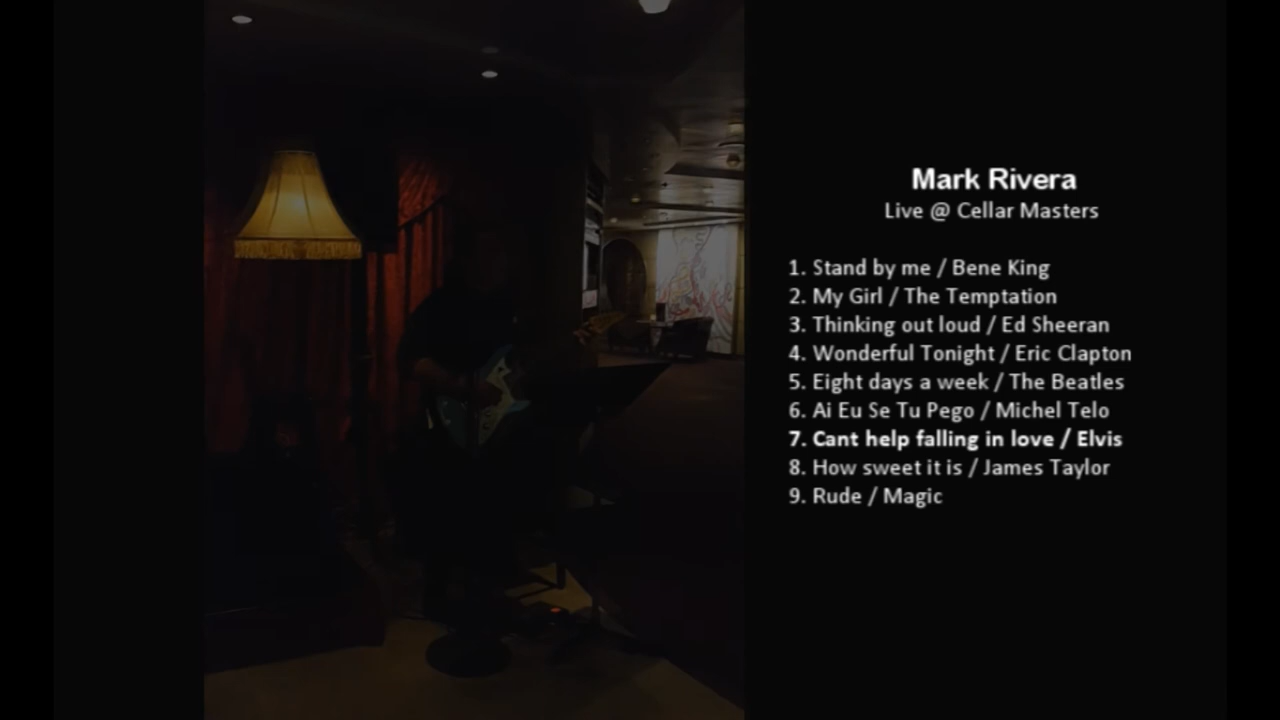 Mark Rivera
Live @ Cellar Masters
1. Stand by me / Bene King
2. My Girl / The Temptation
3. Thinking out loud / Ed Sheeran
4. Wonderful Tonight / Eric Clapton
5. Eight days a week / The Beatles
6. Ai Eu Se Tu Pego / Michel Telo
7. Cant help falling in love / Elvis
8. How sweet it is / James Taylor
9. Rude / Magic